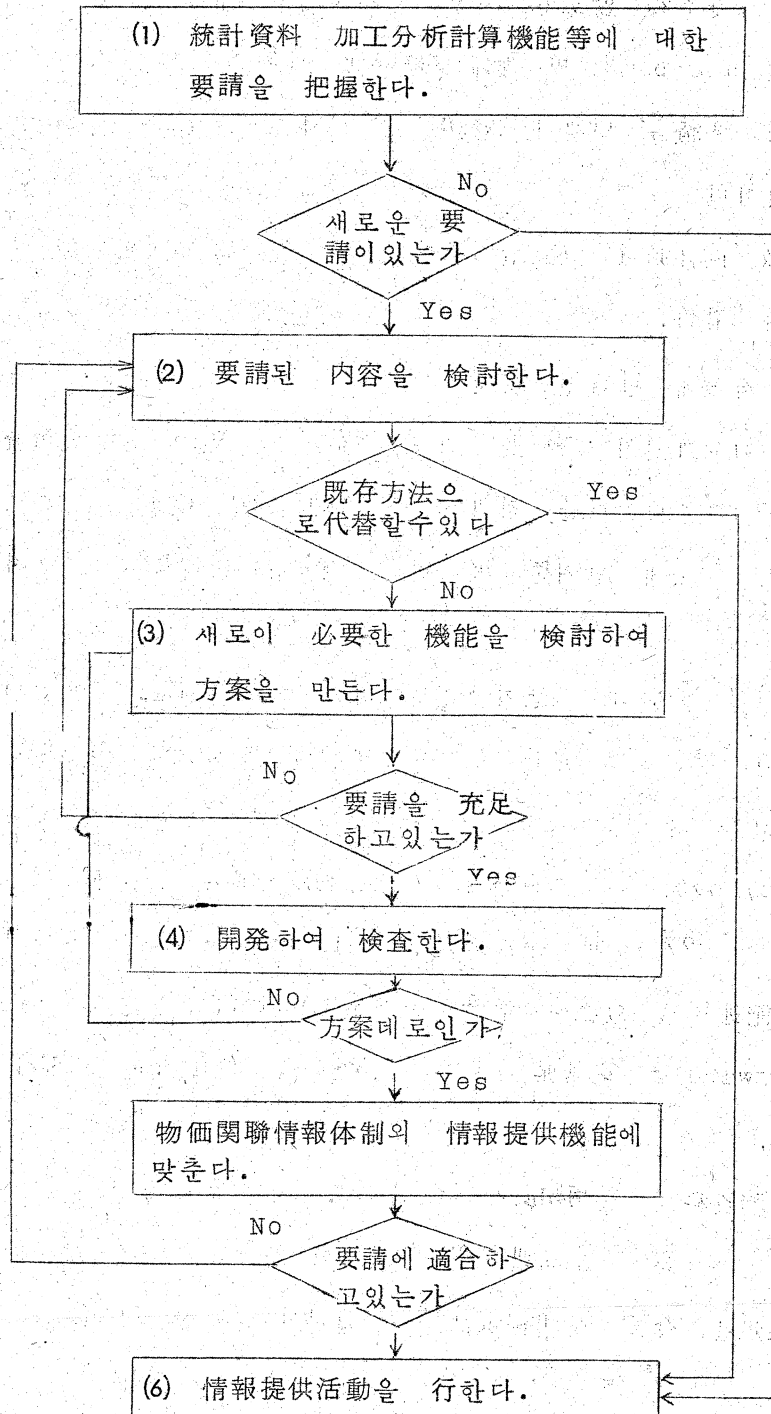 (1) 統計資料 加工分析計算機能等에 대한
要請을 把握한다.
No
새로운 要
請이있는가
Yes
(2) 要請된 内容을 検討한다.
既存方法으
로代替할수있다
Yes
No
(3) 새로이 必要한 機能을 検討하여
方案을 만든다.
No
要請을 充足
하고있는가
Yes
(4) 開発하여 検査한다.
No
方案데로인가
Yes
物価関聯情報体制의 情報提供機能에
맞춘다.
No
要請에 適合하
고있는가
(6) 情報提供活動을 行한다.